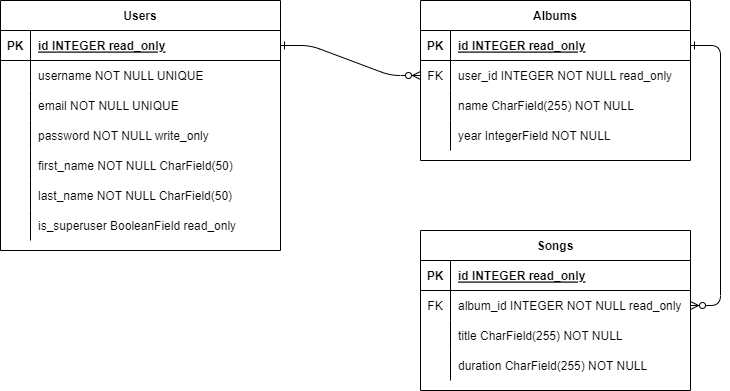 Users
PK id INTEGER read_only
username NOT NULL UNIQUE
email NOT NULL UNIQUE
password NOT NULL write_only
first_name NOT NULL CharField(50)
last_name NOT NULL CharField(50)
is_superuser BooleanField read_only
Albums
PK id INTEGER read_only
FK user_id INTEGER NOT NULL read_only
name CharField(255) NOT NULL
year IntegerField NOT NULL
Songs
PK id INTEGER read_only
FK album_id INTEGER NOT NULL read_only
title CharField(255) NOT NULL
duration CharField(255) NOT NULL